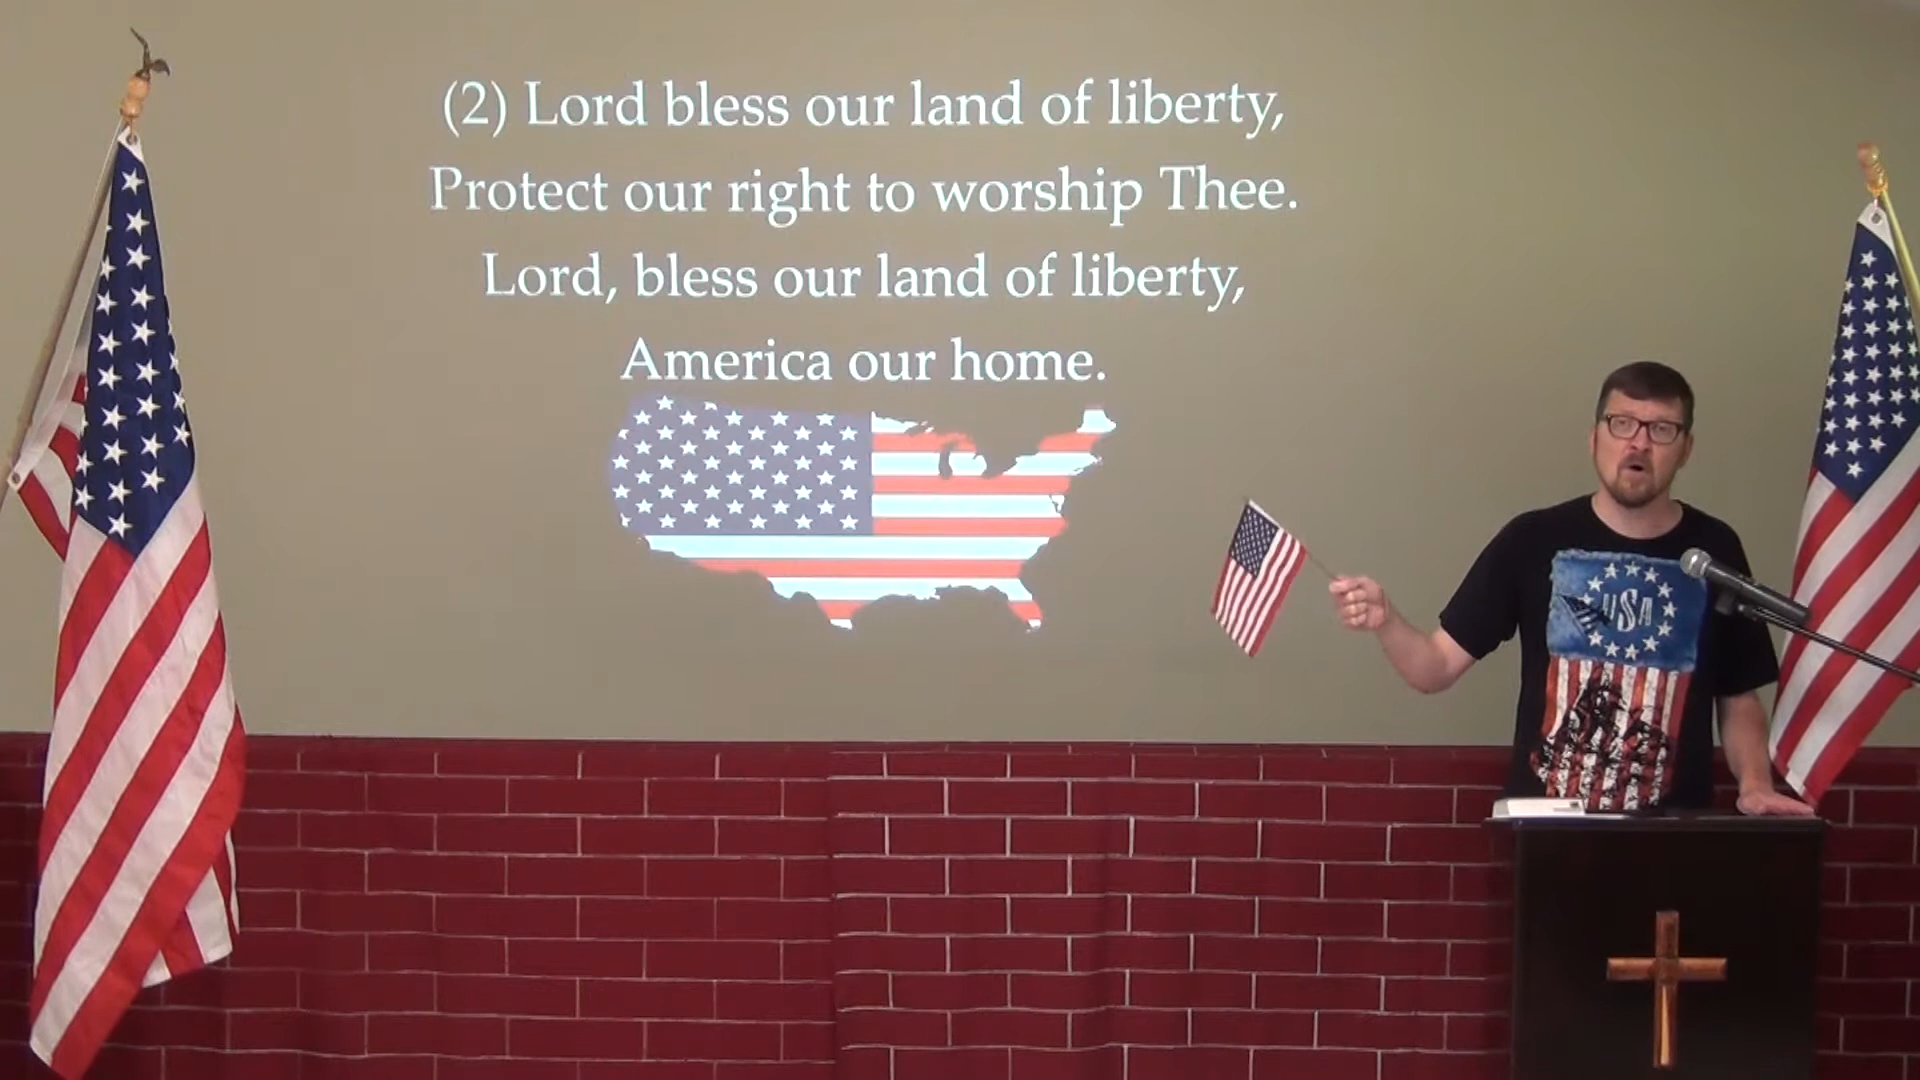 (2) Lord bless our land of liberty,
Protect our right to worship Thee.
Lord, bless our land of liberty,
America our home.
USA